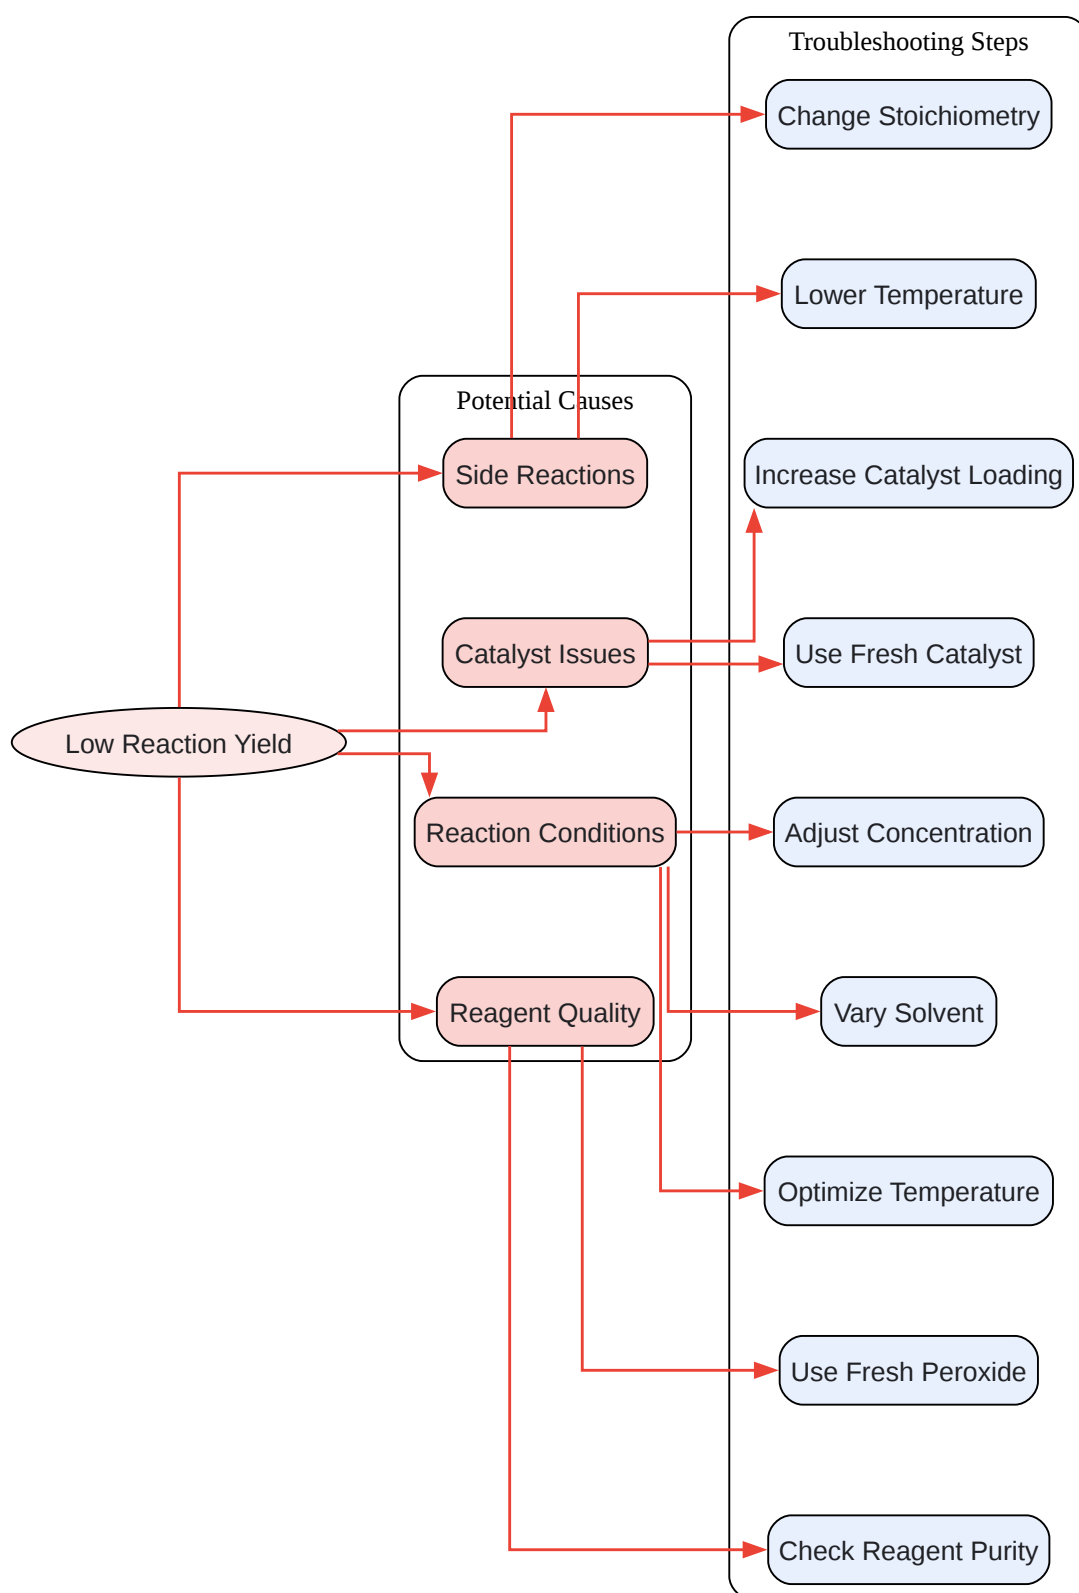 Troubleshooting Steps
Change Stoichiometry
Lower Temperature
Potential Causes
Side Reactions
Increase Catalyst Loading
Catalyst Issues
Use Fresh Catalyst
Low Reaction Yield
Reaction Conditions
Adjust Concentration
Reagent Quality
Vary Solvent
Optimize Temperature
Use Fresh Peroxide
Check Reagent Purity